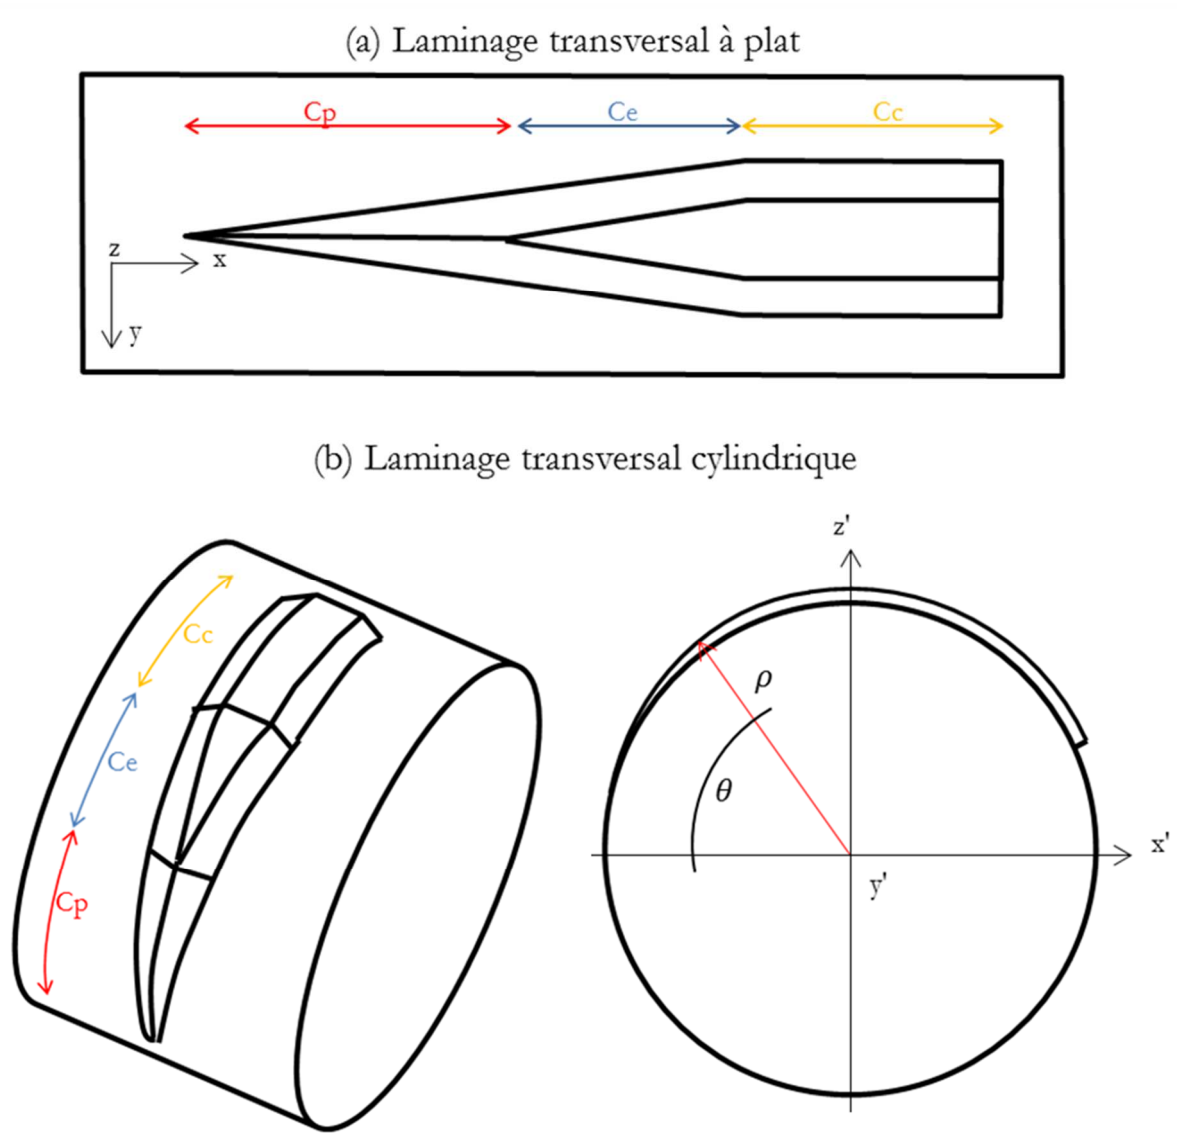 (a) Laminage transversal à plat
Cp
Ce
Cc
z
x
y
(b) Laminage transversal cylindrique
z'
Cc
ρ
Ce
θ
x'
y'
Cp